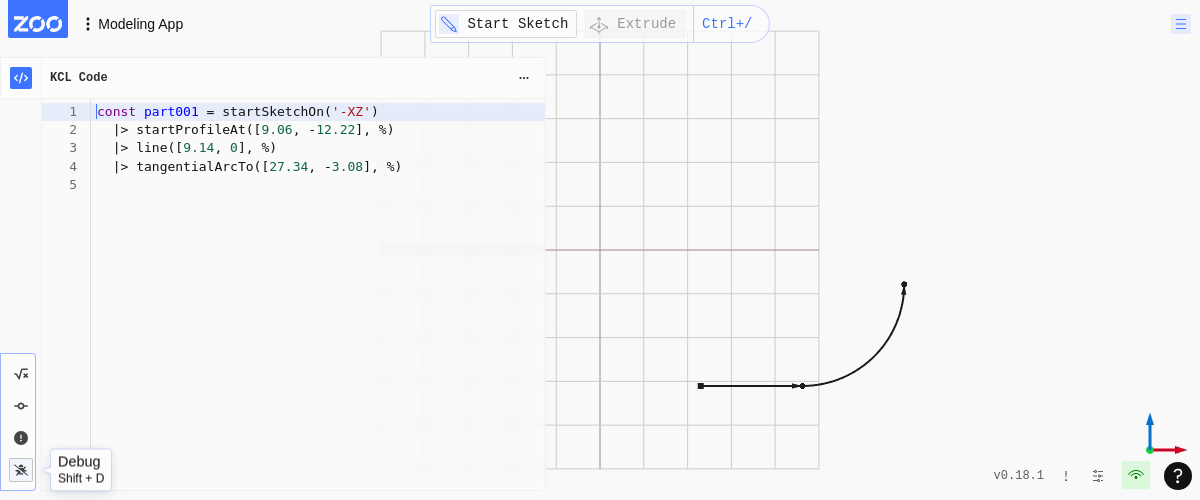 ZOO
Modeling App
Start Sketch
Extrude
Ctrl+/
KCL Code
1 const part001 = startSketchOn('-XZ')
2   |> startProfileAt([9.06, -12.22], %)
3   |> line([9.14, 0], %)
4   |> tangentialArcTo([27.34, -3.08], %)
5
Debug
Shift + D
v0.18.1
!
?